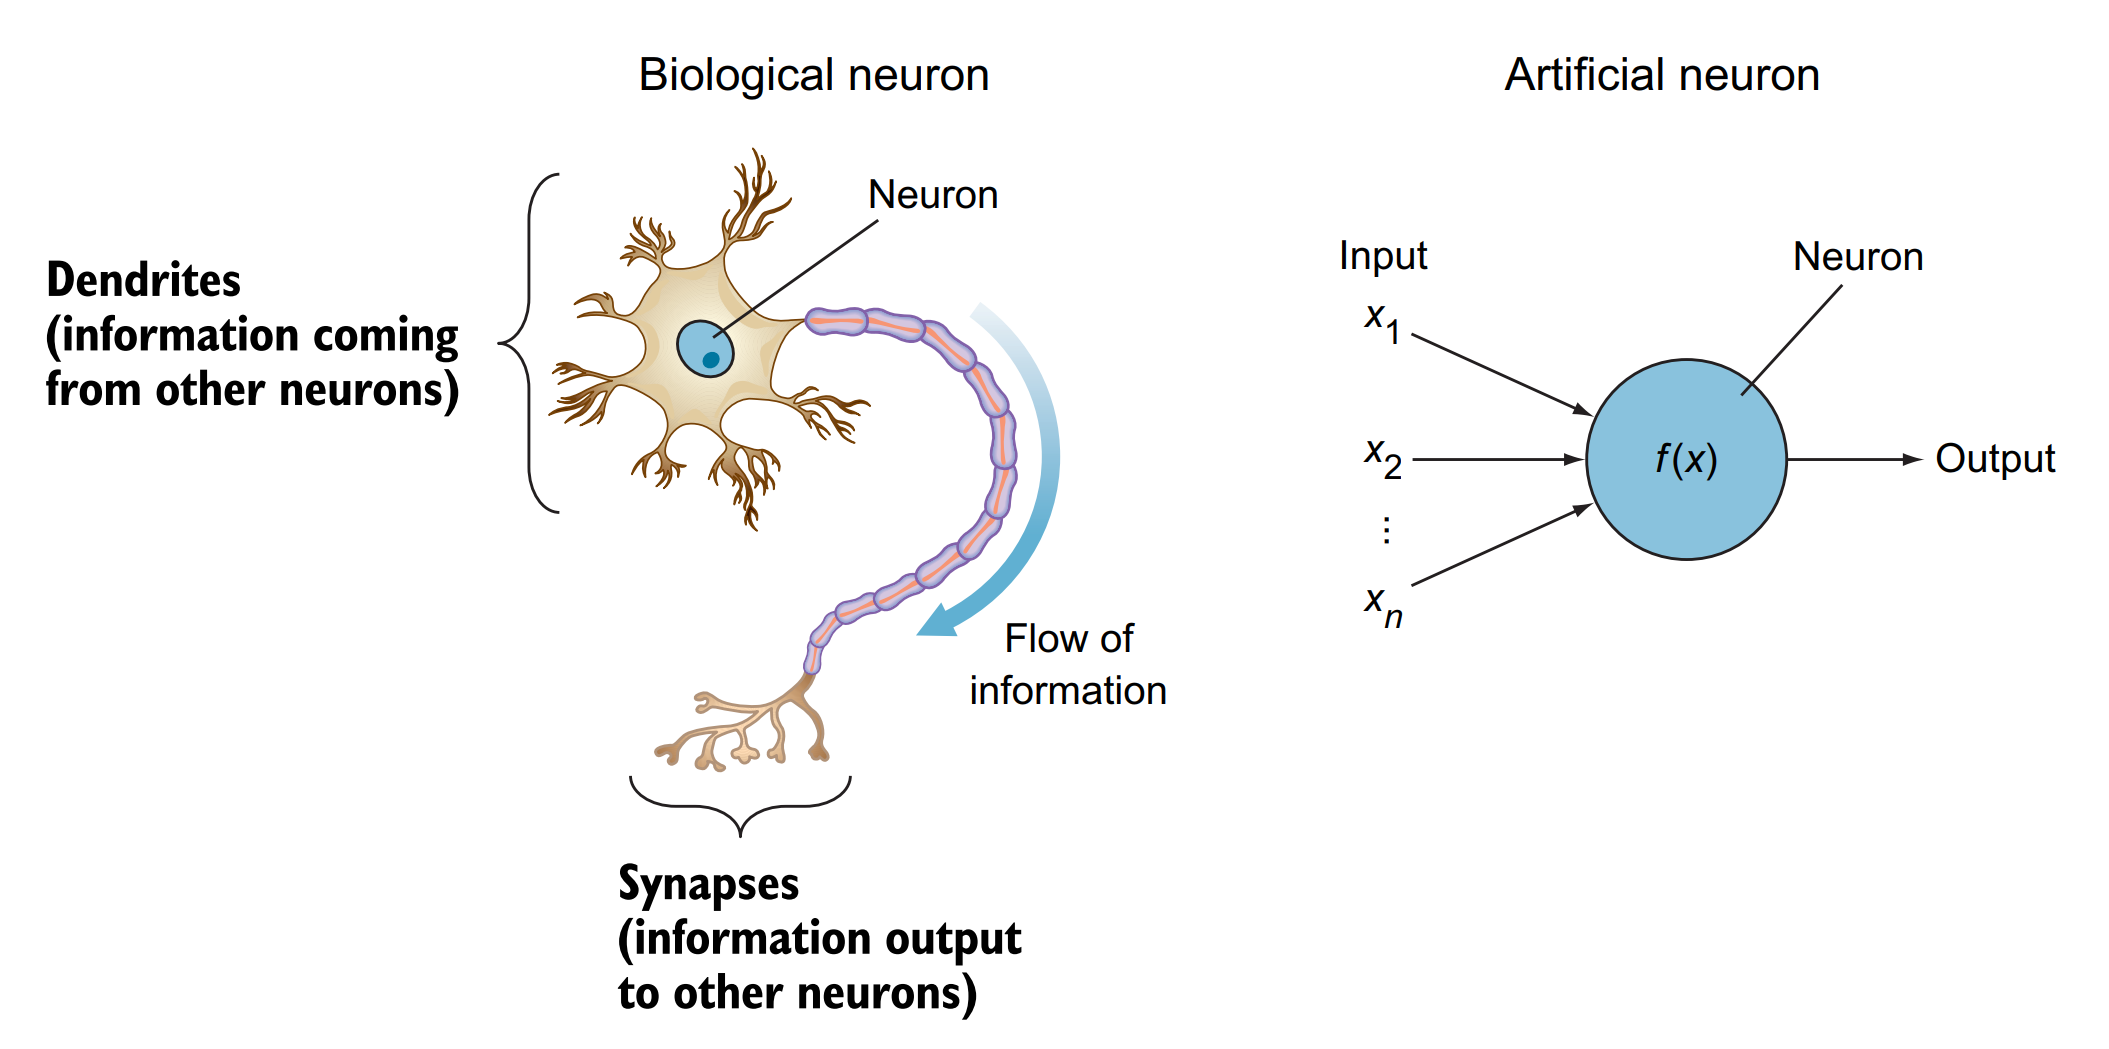 Biological neuron
Neuron
Dendrites
(information coming
from other neurons)
Flow of
information
Synapses
(information output
to other neurons)
Artificial neuron
Input
Neuron
x1
x2
⋮
xn
f(x)
Output